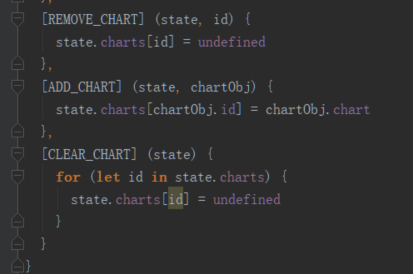 },
[REMOVE_CHART] (state, id) {
state.charts[id] = undefined
},
[ADD_CHART] (state, chartObj) {
state.charts[chartObj.id] = chartObj.chart
},
[CLEAR_CHART] (state) {
for (let id in state.charts) {
state.charts[id] = undefined
}
}
}